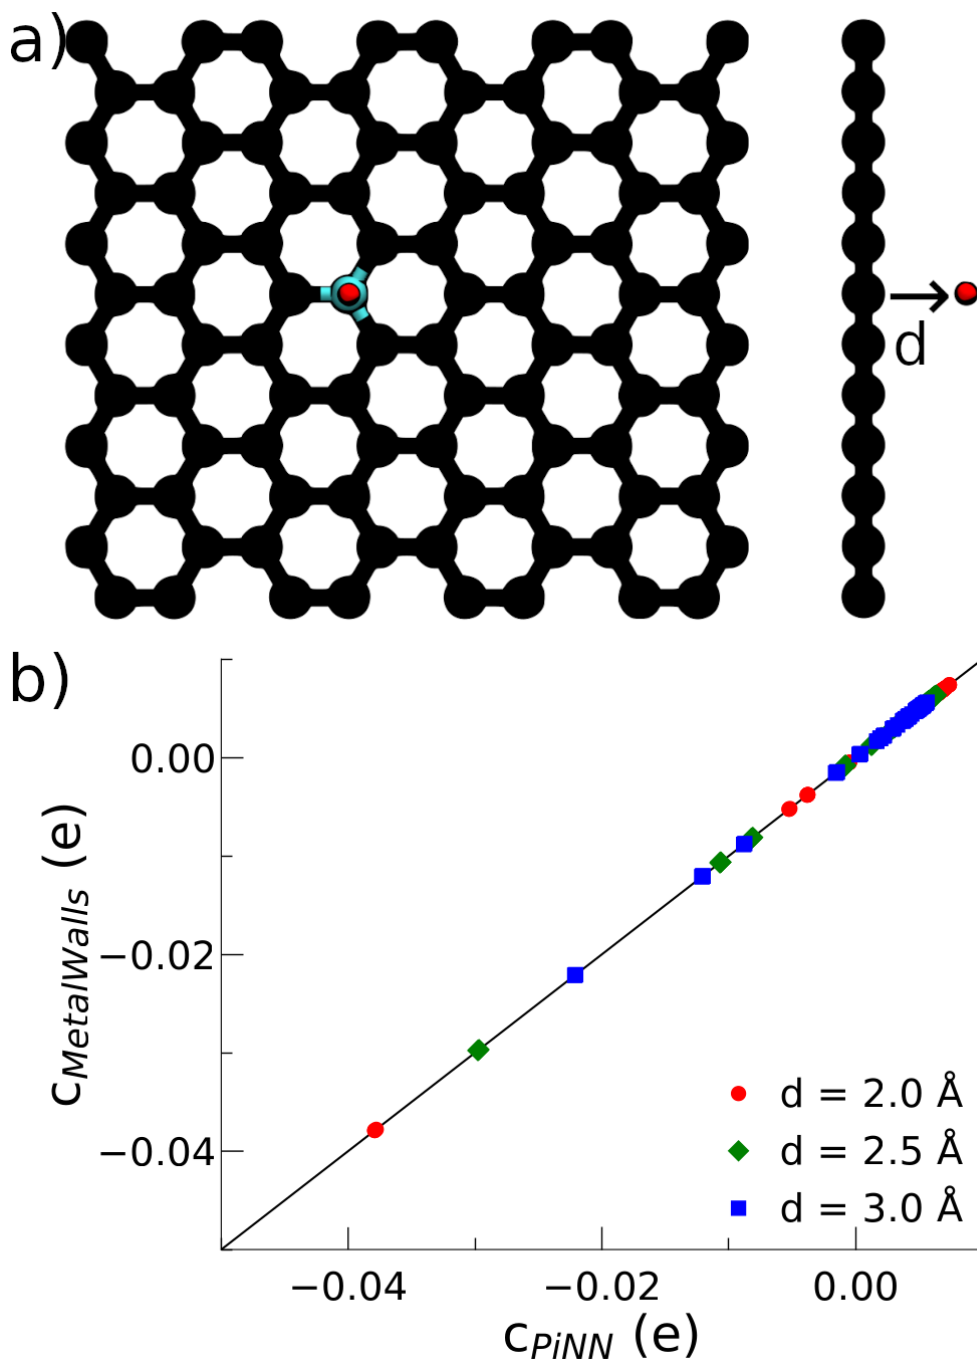 a)
d
b)
0.00
−0.02
−0.04
c_MetalWalls (e)
d = 2.0 Å
d = 2.5 Å
d = 3.0 Å
−0.04 −0.02 0.00
c_PiNN (e)